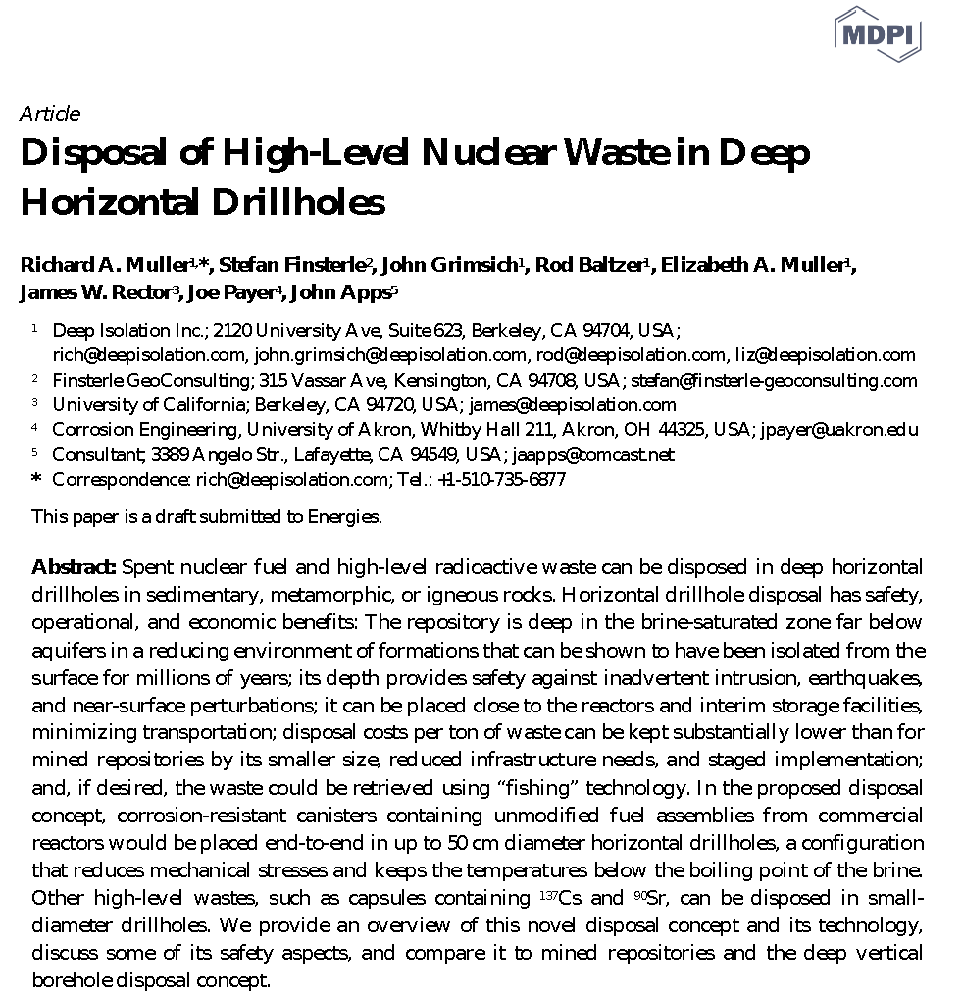 MDPI
Article
Disposal of High-Level Nuclear Waste in Deep
Horizontal Drillholes
Richard A. Muller¹,*, Stefan Finsterle², John Grimsich¹, Rod Baltzer¹, Elizabeth A. Muller¹,
James W. Rector³, Joe Payer⁴, John Apps⁵
¹ Deep Isolation Inc.; 2120 University Ave, Suite 623, Berkeley, CA 94704, USA;
rich@deepisolation.com, john.grimsich@deepisolation.com, rod@deepisolation.com, liz@deepisolation.com
² Finsterle GeoConsulting; 315 Vassar Ave, Kensington, CA 94708, USA; stefan@finsterle-geoconsulting.com
³ University of California; Berkeley, CA 94720, USA; james@deepisolation.com
⁴ Corrosion Engineering, University of Akron, Whitby Hall 211, Akron, OH 44325, USA; jpayer@uakron.edu
⁵ Consultant; 3389 Angelo Str., Lafayette, CA 94549, USA; jaapps@comcast.net
* Correspondence: rich@deepisolation.com; Tel.: +1-510-735-6877
This paper is a draft submitted to Energies.
Abstract: Spent nuclear fuel and high-level radioactive waste can be disposed in deep horizontal
drillholes in sedimentary, metamorphic, or igneous rocks. Horizontal drillhole disposal has safety,
operational, and economic benefits: The repository is deep in the brine-saturated zone far below
aquifers in a reducing environment of formations that can be shown to have been isolated from the
surface for millions of years; its depth provides safety against inadvertent intrusion, earthquakes,
and near-surface perturbations; it can be placed close to the reactors and interim storage facilities,
minimizing transportation; disposal costs per ton of waste can be kept substantially lower than for
mined repositories by its smaller size, reduced infrastructure needs, and staged implementation;
and, if desired, the waste could be retrieved using “fishing” technology. In the proposed disposal
concept, corrosion-resistant canisters containing unmodified fuel assemblies from commercial
reactors would be placed end-to-end in up to 50 cm diameter horizontal drillholes, a configuration
that reduces mechanical stresses and keeps the temperatures below the boiling point of the brine.
Other high-level wastes, such as capsules containing ¹³⁷Cs and ⁹⁰Sr, can be disposed in small-
diameter drillholes. We provide an overview of this novel disposal concept and its technology,
discuss some of its safety aspects, and compare it to mined repositories and the deep vertical
borehole disposal concept.